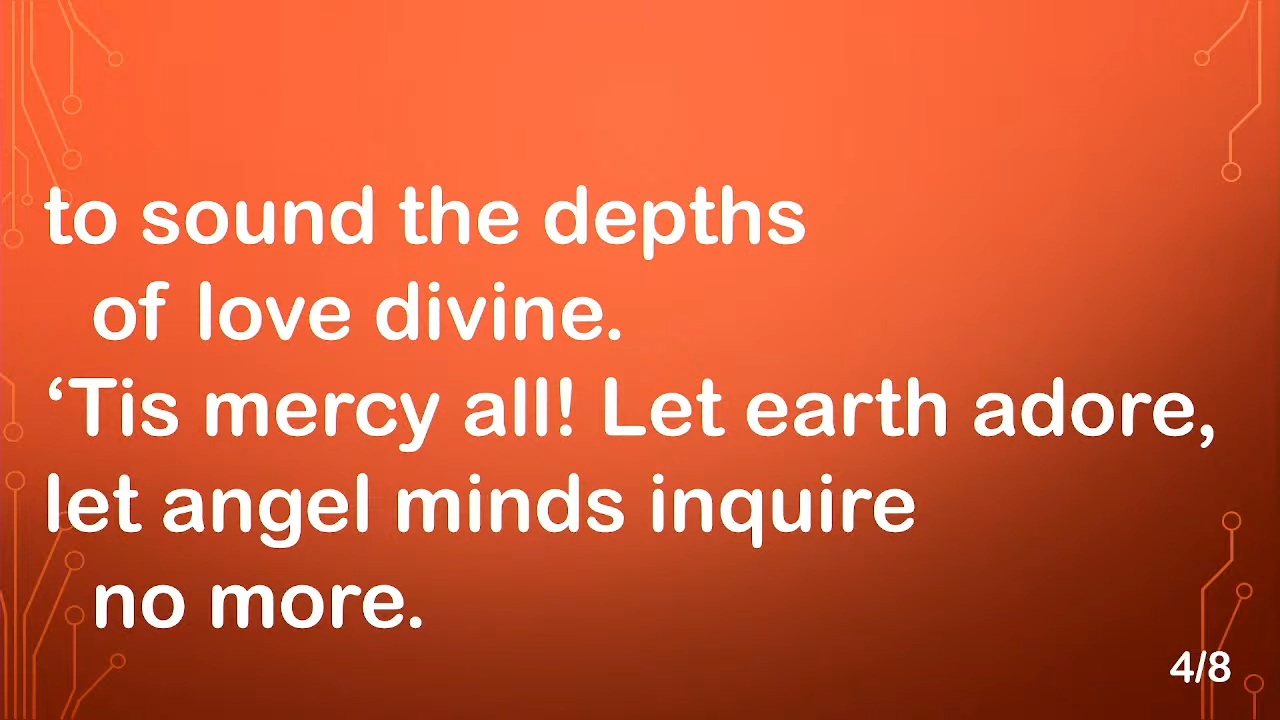 to sound the depths
of love divine.
‘Tis mercy all! Let earth adore,
let angel minds inquire
no more.
4/8